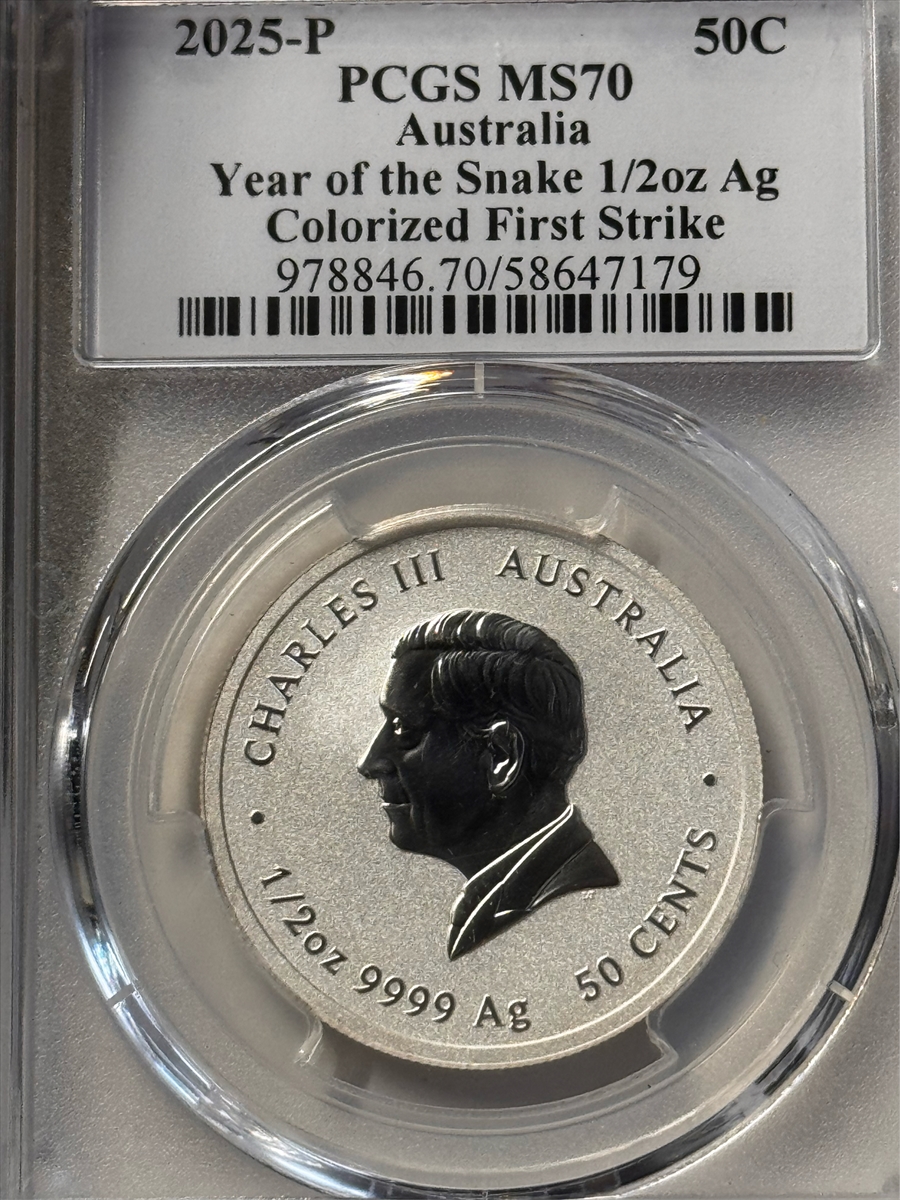 2025-P 50C
PCGS MS70
Australia
Year of the Snake 1/2oz Ag
Colorized First Strike
978846.70/58647179
CHARLES III AUSTRALIA
• 1/2oz 9999 Ag 50 CENTS •